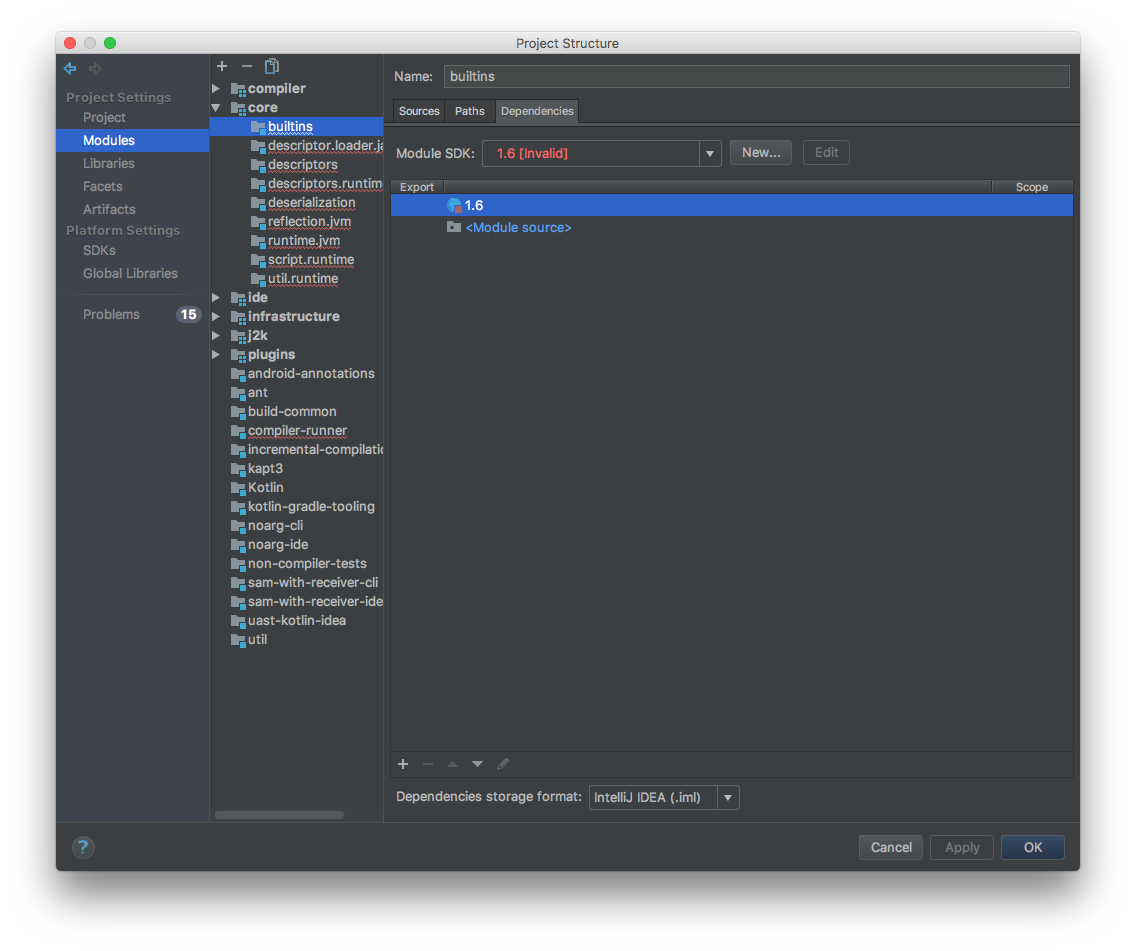 Project Structure
Project Settings
Project
Modules
Libraries
Facets
Artifacts
Platform Settings
SDKs
Global Libraries
Problems 15
compiler
core
builtins
descriptor.loader.ja
descriptors
descriptors.runtim
deserialization
reflection.jvm
runtime.jvm
script.runtime
util.runtime
ide
infrastructure
j2k
plugins
android-annotations
ant
build-common
compiler-runner
incremental-compilatio
kapt3
Kotlin
kotlin-gradle-tooling
noarg-cli
noarg-ide
non-compiler-tests
sam-with-receiver-cli
sam-with-receiver-ide
uast-kotlin-idea
util
Name: builtins
Sources Paths Dependencies
Module SDK: 1.6 [Invalid] New... Edit
Export Scope
1.6
<Module source>
Dependencies storage format: IntelliJ IDEA (.iml)
? Cancel Apply OK